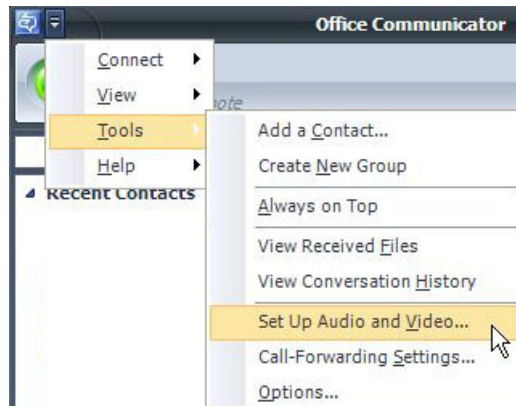 Office Communicator
Connect
View
note
Tools
Add a Contact...
Help
Create New Group
Recent Contacts
Always on Top
View Received Files
View Conversation History
Set Up Audio and Video...
Call-Forwarding Settings...
Options...